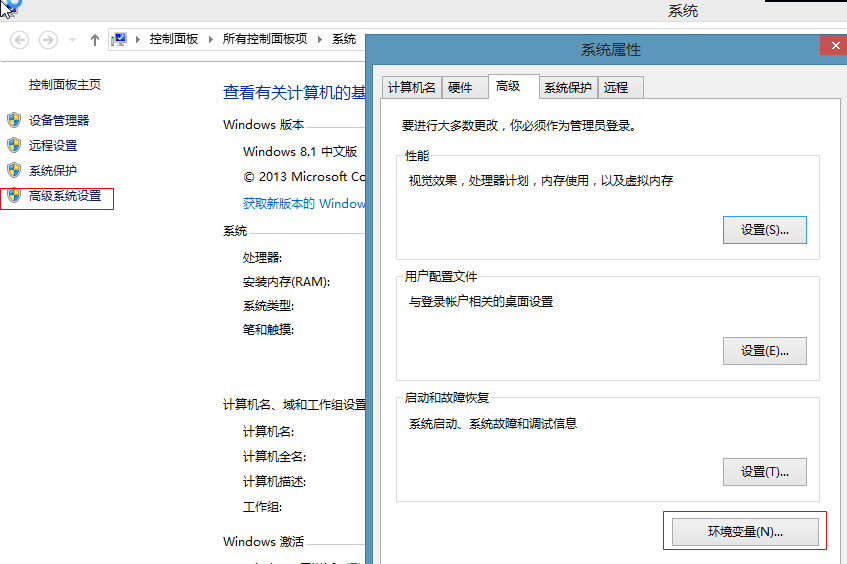 系统
控制面板 所有控制面板项 系统
控制面板主页
设备管理器
远程设置
系统保护
高级系统设置
查看有关计算机的基
Windows 版本
Windows 8.1 中文版
© 2013 Microsoft Co
获取新版本的 Window
系统
处理器:
安装内存(RAM):
系统类型:
笔和触摸:
计算机名、域和工作组设置
计算机名:
计算机全名:
计算机描述:
工作组:
Windows 激活
系统属性
计算机名 硬件 高级 系统保护 远程
要进行大多数更改，你必须作为管理员登录。
性能
视觉效果，处理器计划，内存使用，以及虚拟内存
设置(S)...
用户配置文件
与登录帐户相关的桌面设置
设置(E)...
启动和故障恢复
系统启动、系统故障和调试信息
设置(T)...
环境变量(N)...